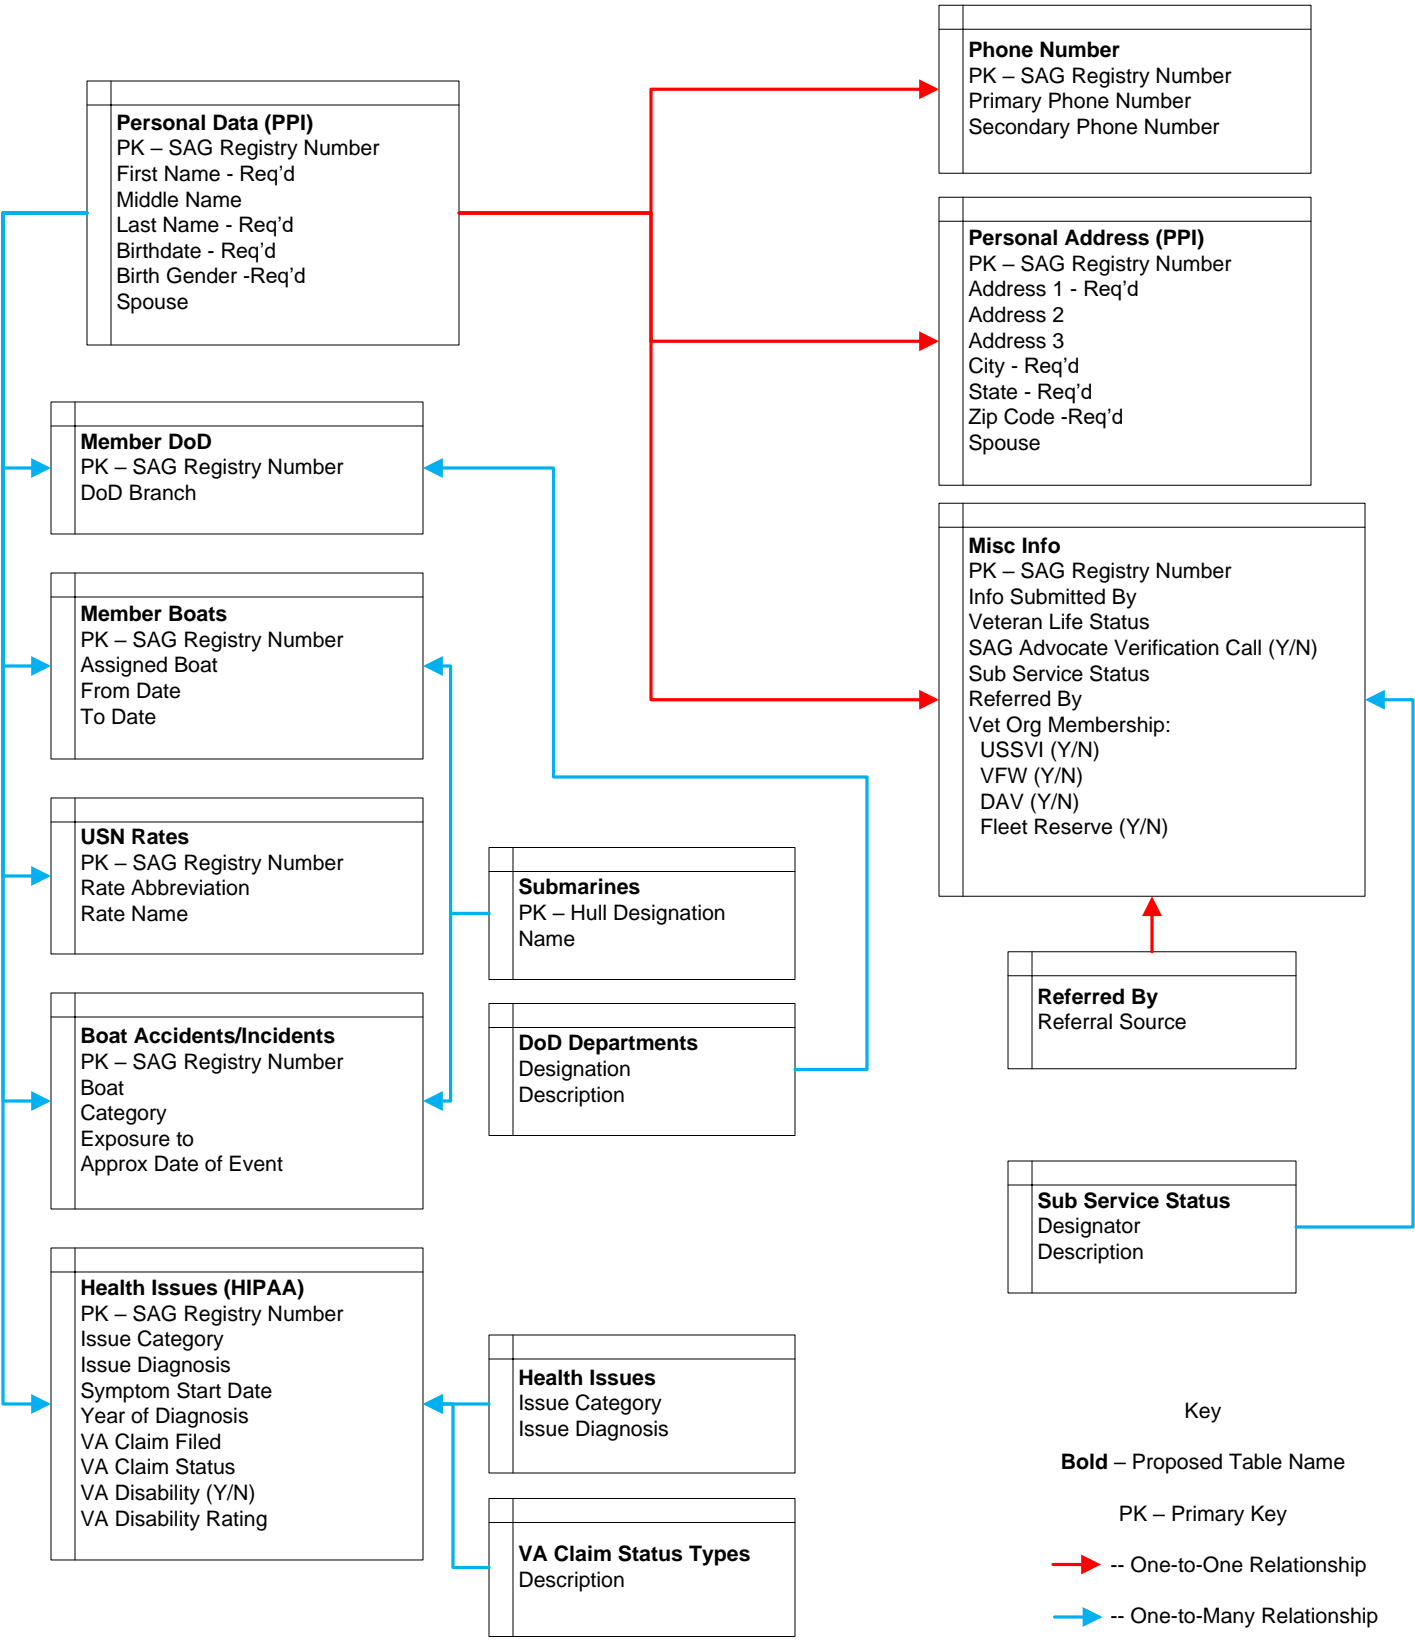 Personal Data (PPI)
PK – SAG Registry Number
First Name - Req’d
Middle Name
Last Name - Req’d
Birthdate - Req’d
Birth Gender -Req’d
Spouse
Phone Number
PK – SAG Registry Number
Primary Phone Number
Secondary Phone Number
Personal Address (PPI)
PK – SAG Registry Number
Address 1 - Req’d
Address 2
Address 3
City - Req’d
State - Req’d
Zip Code -Req’d
Spouse
Member DoD
PK – SAG Registry Number
DoD Branch
Member Boats
PK – SAG Registry Number
Assigned Boat
From Date
To Date
Misc Info
PK – SAG Registry Number
Info Submitted By
Veteran Life Status
SAG Advocate Verification Call (Y/N)
Sub Service Status
Referred By
Vet Org Membership:
USSVI (Y/N)
VFW (Y/N)
DAV (Y/N)
Fleet Reserve (Y/N)
USN Rates
PK – SAG Registry Number
Rate Abbreviation
Rate Name
Submarines
PK – Hull Designation
Name
Boat Accidents/Incidents
PK – SAG Registry Number
Boat
Category
Exposure to
Approx Date of Event
DoD Departments
Designation
Description
Referred By
Referral Source
Sub Service Status
Designator
Description
Health Issues (HIPAA)
PK – SAG Registry Number
Issue Category
Issue Diagnosis
Symptom Start Date
Year of Diagnosis
VA Claim Filed
VA Claim Status
VA Disability (Y/N)
VA Disability Rating
Health Issues
Issue Category
Issue Diagnosis
VA Claim Status Types
Description
Key
Bold – Proposed Table Name
PK – Primary Key
-- One-to-One Relationship
-- One-to-Many Relationship